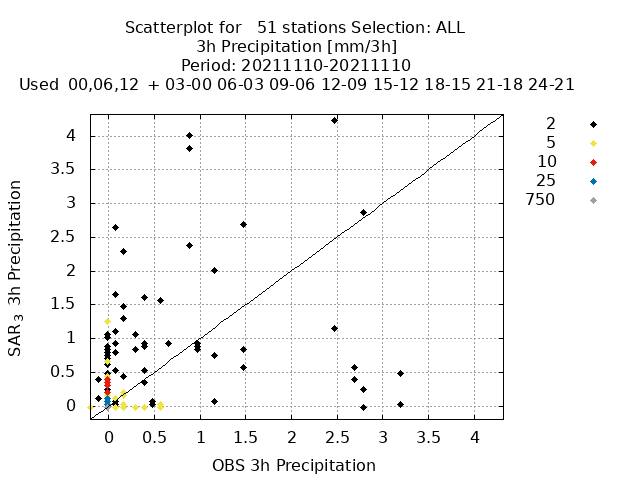 Scatterplot for   51 stations Selection: ALL
3h Precipitation [mm/3h]
Period: 20211110-20211110
Used  00,06,12  + 03-00 06-03 09-06 12-09 15-12 18-15 21-18 24-21
2
5
10
25
750
4
3.5
3
2.5
2
1.5
1
0.5
0
SAR3  3h Precipitation
0 0.5 1 1.5 2 2.5 3 3.5 4
OBS 3h Precipitation